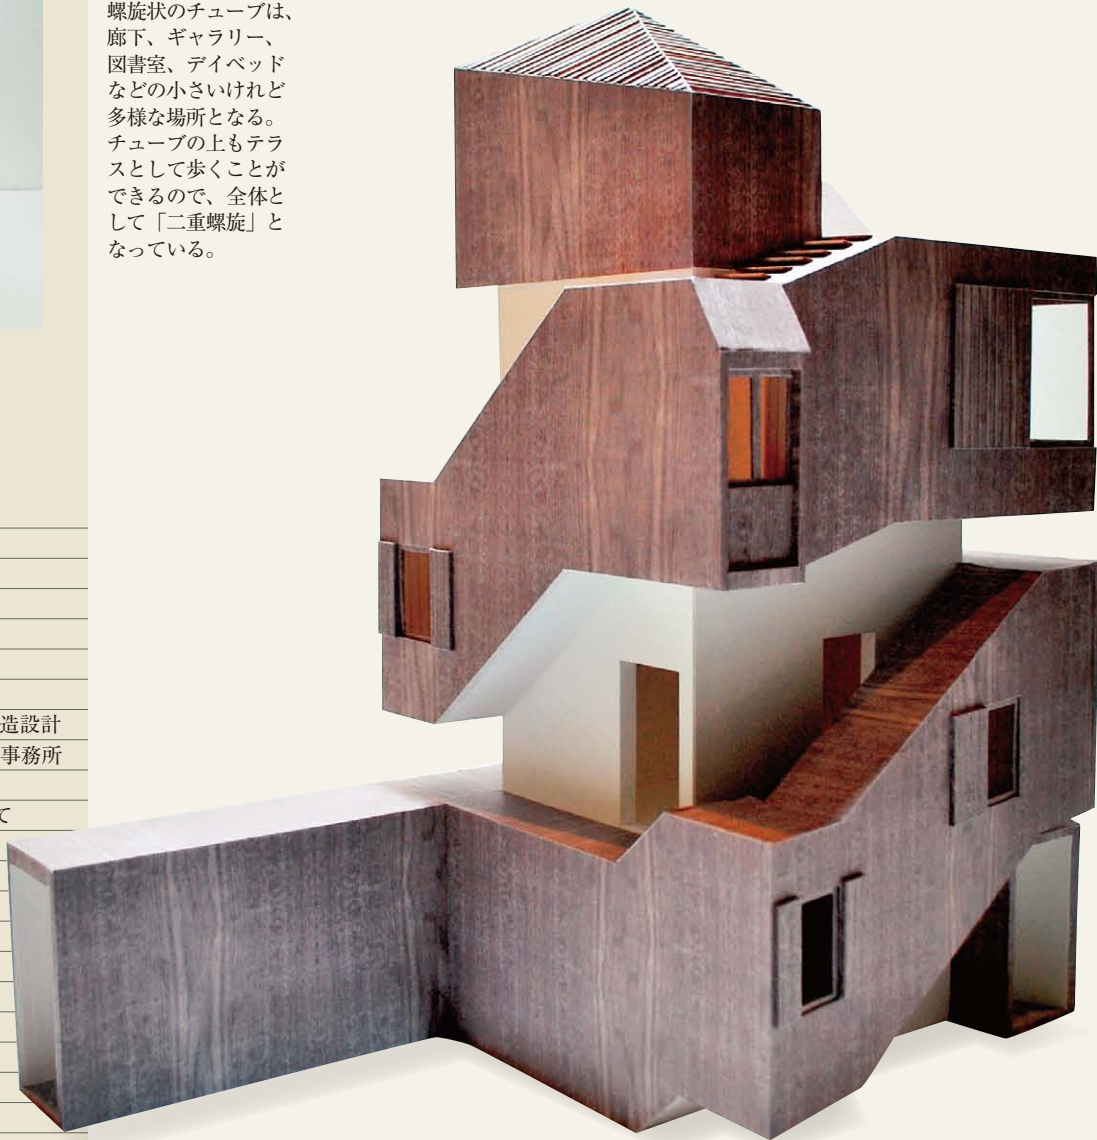 螺旋状のチューブは、
廊下、ギャラリー、
図書室、デイベッド
などの小さいけれど
多様な場所となる。
チューブの上もテラ
スとして歩くことが
できるので、全体と
して「二重螺旋」と
なっている。
造設計
事務所
て